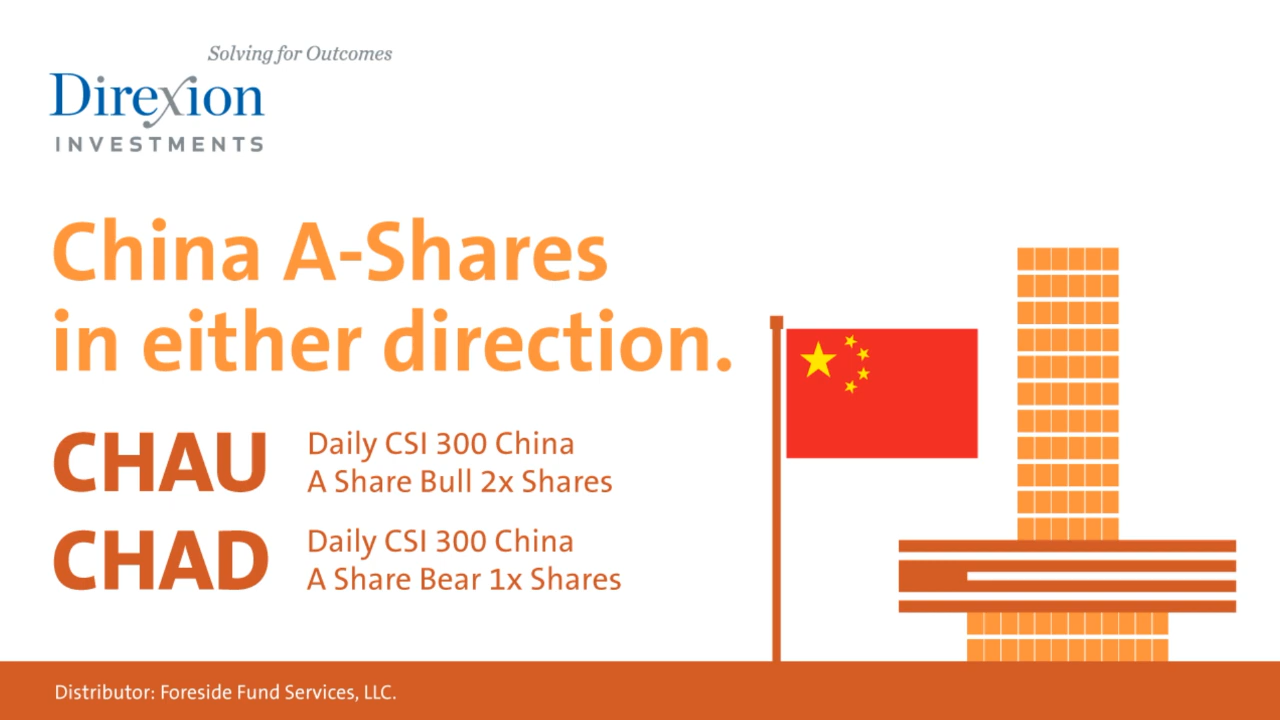 Solving for Outcomes
Direxion
INVESTMENTS
China A-Shares
in either direction.
CHAU
Daily CSI 300 China
A Share Bull 2x Shares
CHAD
Daily CSI 300 China
A Share Bear 1x Shares
Distributor: Foreside Fund Services, LLC.